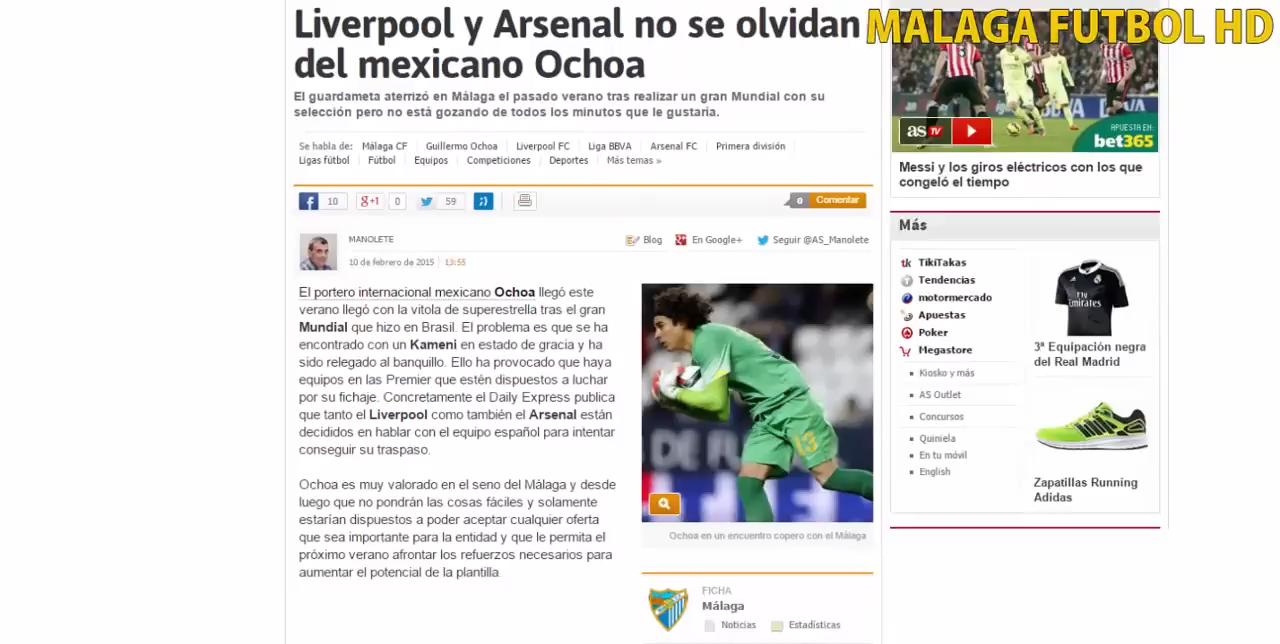 Liverpool y Arsenal no se olvidan
del mexicano Ochoa
MALAGA FUTBOL HD
El guardameta aterrizó en Málaga el pasado verano tras realizar un gran Mundial con su
selección pero no está gozando de todos los minutos que le gustaría.
Se habla de: Málaga CF Guillermo Ochoa Liverpool FC Liga BBVA Arsenal FC Primera división
Ligas fútbol Fútbol Equipos Competiciones Deportes Más temas »
10 g+1 0 59 0 Comentar
MANOLETE Blog En Google+ Seguir @AS_Manolete
10 de febrero de 2015 13:55
El portero internacional mexicano Ochoa llegó este
verano llegó con la vitola de superestrella tras el gran
Mundial que hizo en Brasil. El problema es que se ha
encontrado con un Kameni en estado de gracia y ha
sido relegado al banquillo. Ello ha provocado que haya
equipos en las Premier que estén dispuestos a luchar
por su fichaje. Concretamente el Daily Express publica
que tanto el Liverpool como también el Arsenal están
decididos en hablar con el equipo español para intentar
conseguir su traspaso.
Ochoa es muy valorado en el seno del Málaga y desde
luego que no pondrán las cosas fáciles y solamente
estarían dispuestos a poder aceptar cualquier oferta
que sea importante para la entidad y que le permita el
próximo verano afrontar los refuerzos necesarios para
aumentar el potencial de la plantilla.
13
Ochoa en un encuentro copero con el Málaga
FICHA
Málaga
Noticias Estadísticas
as TV
APUESTA EN:
bet365
Messi y los giros eléctricos con los que
congeló el tiempo
Más
tk TikiTakas
Tendencias
motormercado
Apuestas
Poker
Megastore
Kiosko y más
AS Outlet
Concursos
Quiniela
En tu móvil
English
Fly Emirates
3ª Equipación negra
del Real Madrid
Zapatillas Running
Adidas